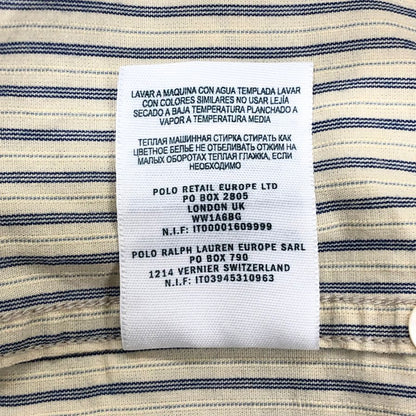 LAVAR A MAQUINA CON AGUA TEMPLADA LAVAR
CON COLORES SIMILARES NO USAR LEJÍA
SECADO A BAJA TEMPERATURA PLANCHADO A
VAPOR A TEMPERATURA MEDIA
ТЕПЛАЯ МАШИННАЯ СТИРКА СТИРАТЬ КАК
ЦВЕТНОЕ БЕЛЬЕ НЕ ОТБЕЛИВАТЬ ОТЖИМ НА
МАЛЫХ ОБОРОТАХ ТЕПЛАЯ ГЛАЖКА, ЕСЛИ
НЕОБХОДИМО
POLO RETAIL EUROPE LTD
PO BOX 2805
LONDON UK
WW1A6BG
N.I.F: IT00001609999
POLO RALPH LAUREN EUROPE SARL
PO BOX 790
1214 VERNIER SWITZERLAND
N.I.F: IT03945310963